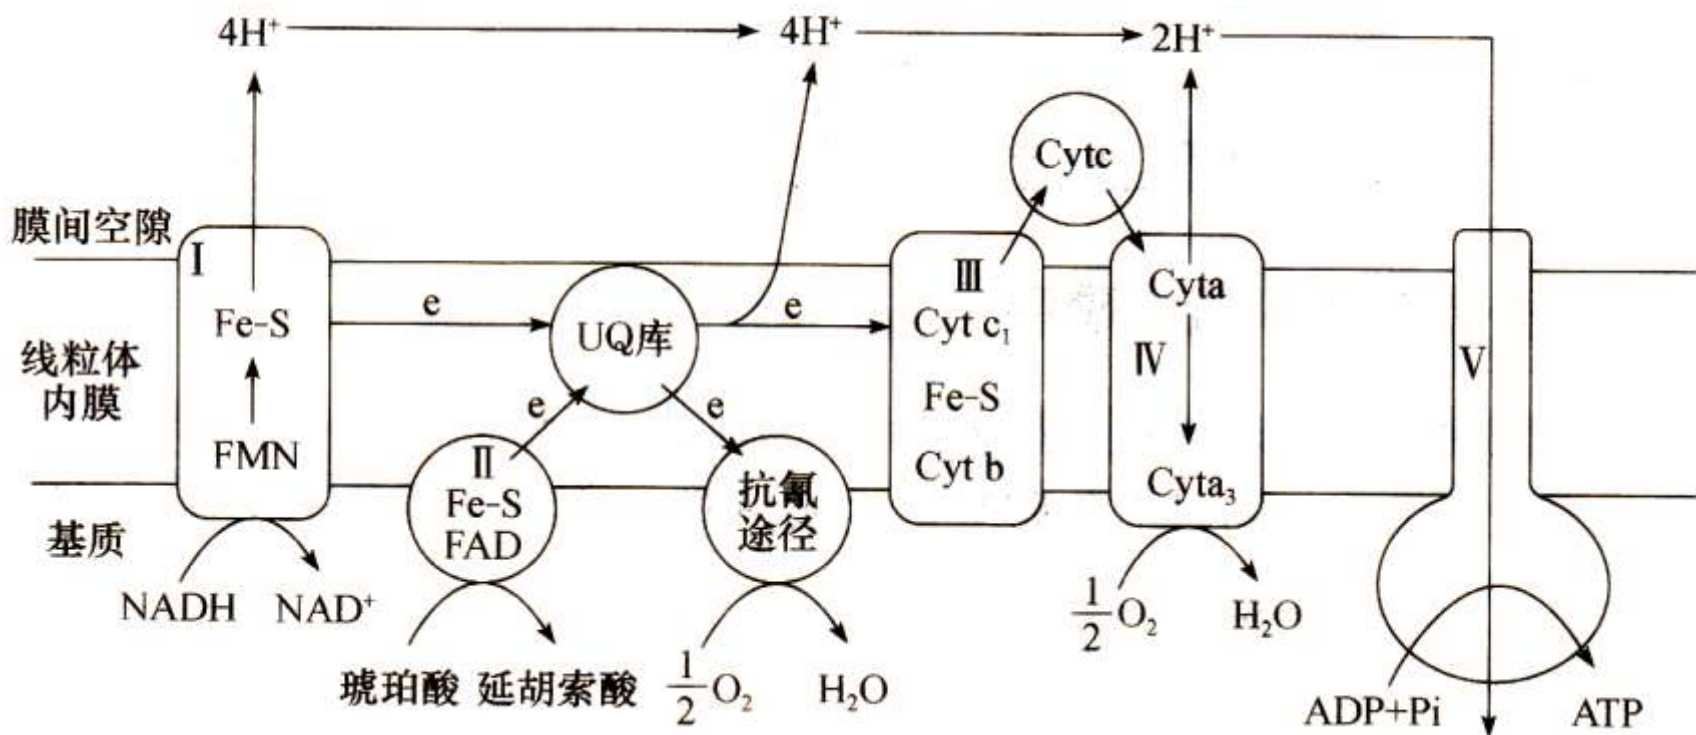 4H⁺ 4H⁺ 2H⁺
Cytc
膜间空隙
I
Fe-S
FMN
线粒体
内膜
基质
e
UQ库
e
e
e
II
Fe-S
FAD
抗氰
途径
III
Cyt c₁
Fe-S
Cyt b
Cyta
IV
Cyta₃
V
NADH NAD⁺
琥珀酸 延胡索酸
1/2 O₂ H₂O
1/2 O₂ H₂O
ADP+Pi ATP